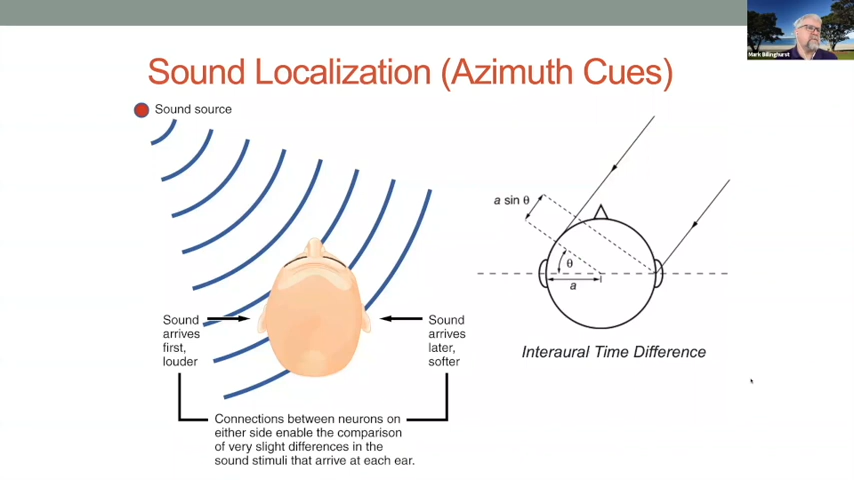 Mark Billinghurst
Sound Localization (Azimuth Cues)
Sound source
Sound
arrives
first,
louder
Sound
arrives
later,
softer
Connections between neurons on
either side enable the comparison
of very slight differences in the
sound stimuli that arrive at each ear.
a sin θ
θ
a
Interaural Time Difference